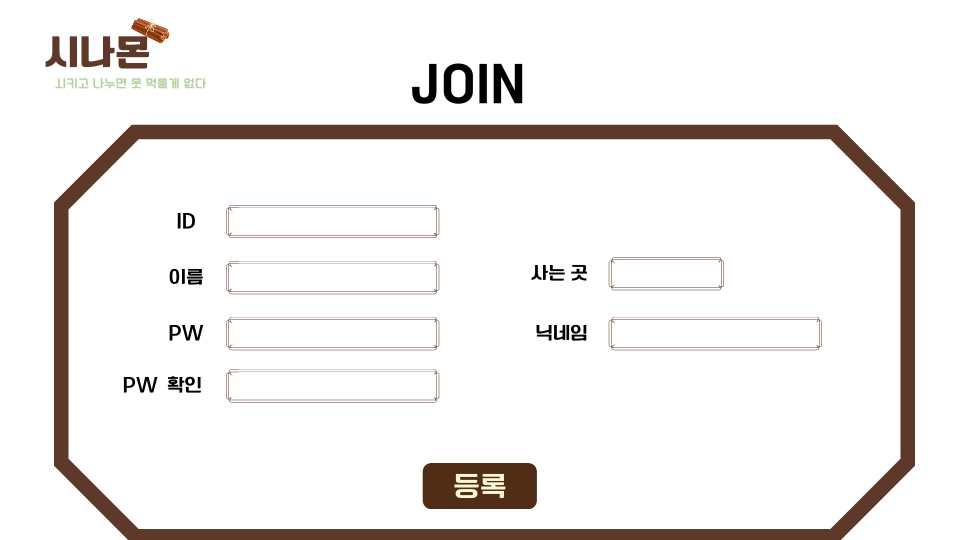 시나몬
시키고 나누면 못 먹을게 없다
JOIN
ID
이름
PW
PW 확인
사는 곳
닉네임
등록